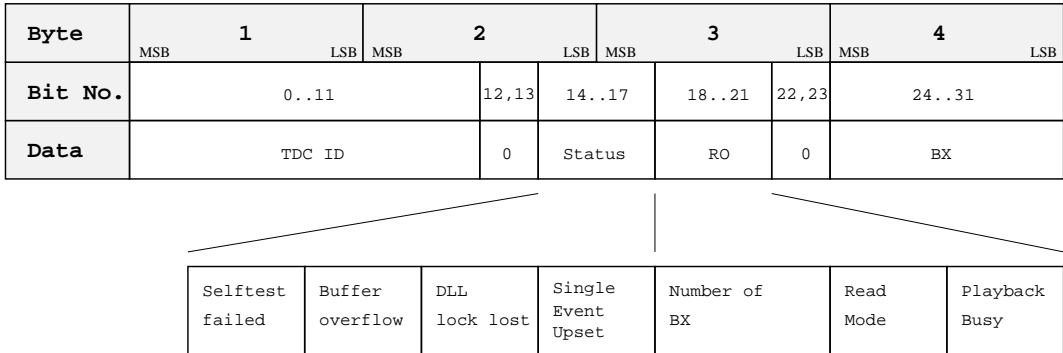 Byte 1 2 3 4
MSB LSB MSB LSB MSB LSB MSB LSB
Bit No. 0..11 12,13 14..17 18..21 22,23 24..31
Data TDC ID 0 Status RO 0 BX
Selftest Buffer DLL Single Number of Read Playback
failed overflow lock lost Event BX Mode Busy
Upset